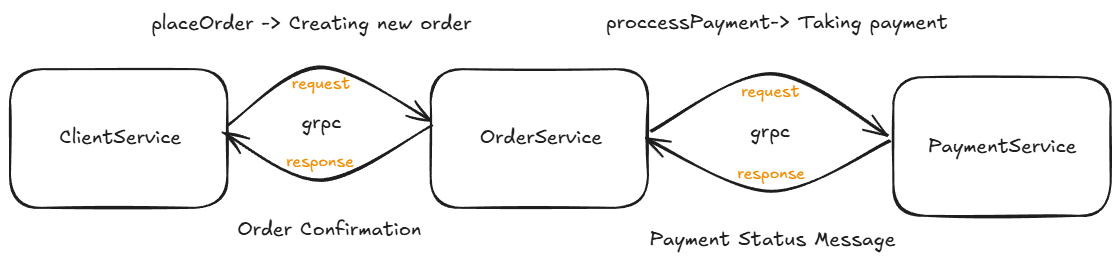 placeOrder -> Creating new order
proccessPayment-> Taking payment
request
request
ClientService
grpc
OrderService
grpc
PaymentService
response
response
Order Confirmation
Payment Status Message